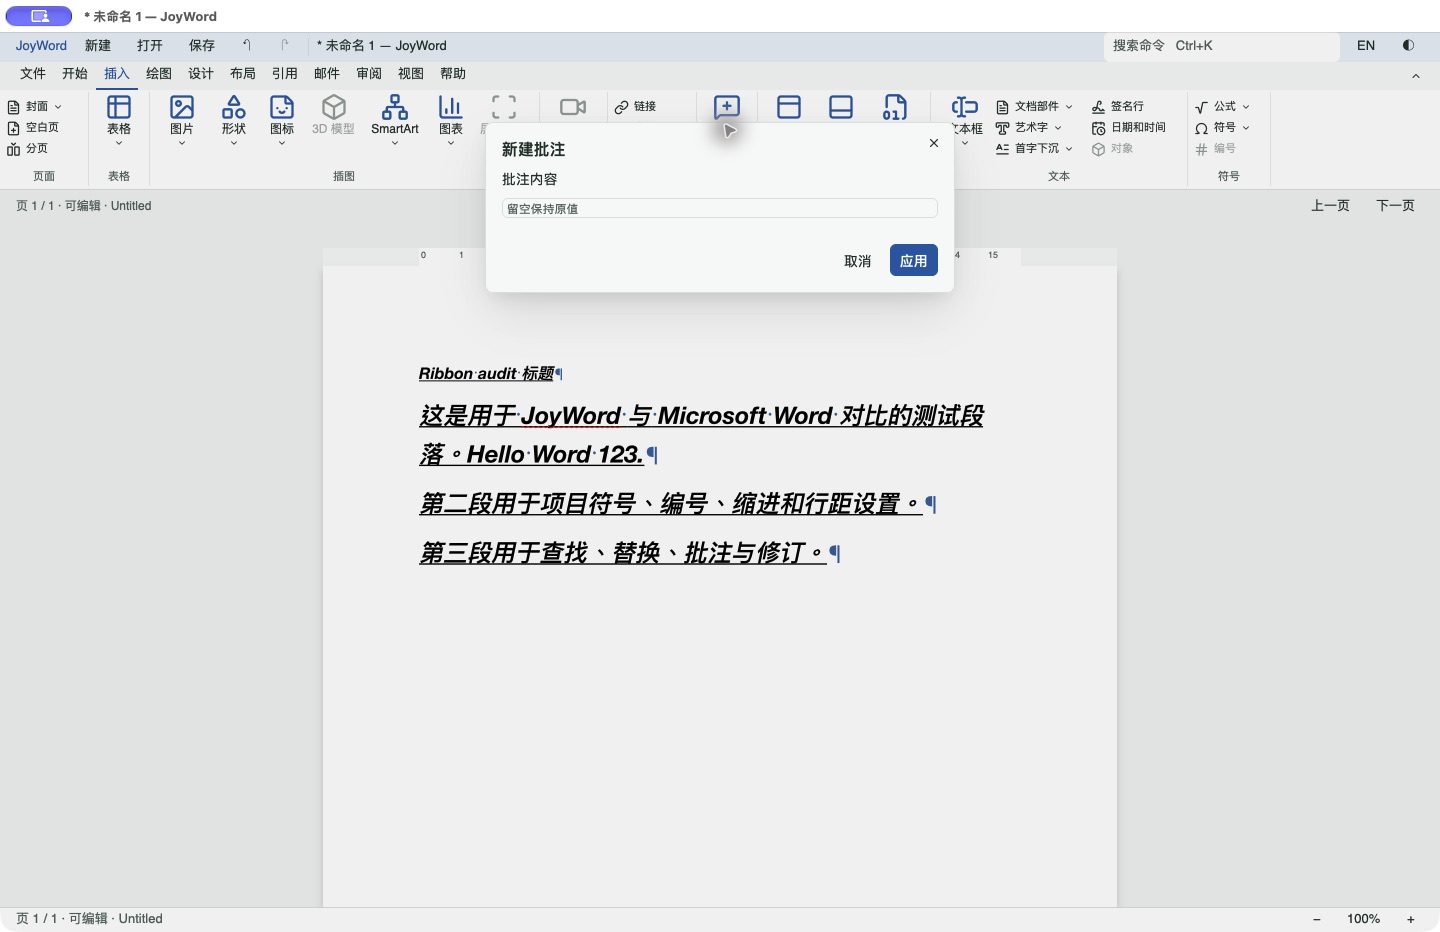 * 未命名 1 — JoyWord
JoyWord 新建 打开 保存 * 未命名 1 — JoyWord 搜索命令 Ctrl+K EN
文件 开始 插入 绘图 设计 布局 引用 邮件 审阅 视图 帮助
封面
空白页
分页
页面
表格
表格
图片 形状 图标 3D 模型 SmartArt 图表
插图
链接
文本框
文档部件 签名行
艺术字 日期和时间
首字下沉 对象
文本
公式
符号
编号
符号
新建批注
批注内容
留空保持原值
取消 应用
页 1 / 1 · 可编辑 · Untitled 上一页 下一页
0 1 4 15
Ribbon·audit·标题¶
这是用于·JoyWord·与·Microsoft·Word·对比的测试段
落。Hello·Word·123.¶
第二段用于项目符号、编号、缩进和行距设置。¶
第三段用于查找、替换、批注与修订。¶
页 1 / 1 · 可编辑 · Untitled − 100% +